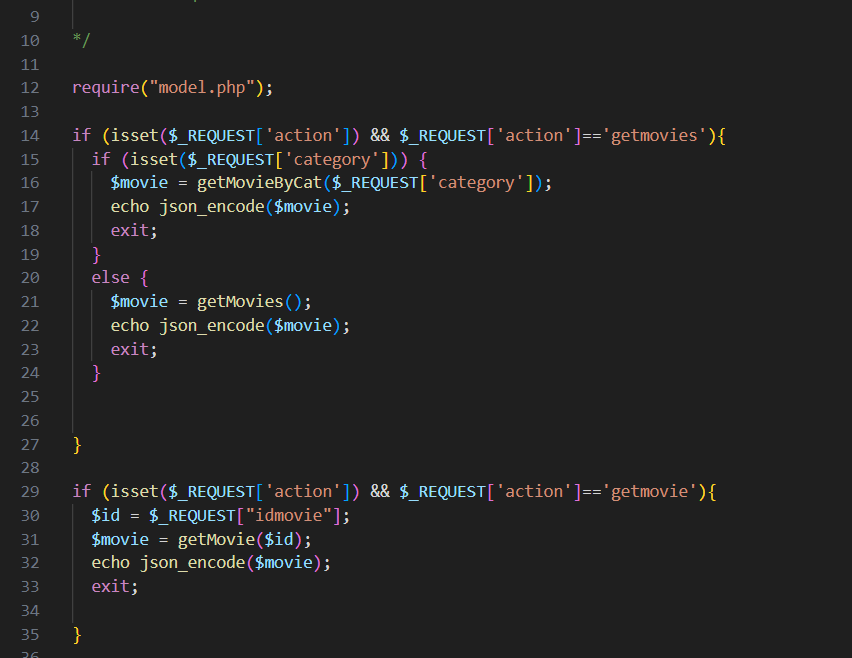 9
10 */
11
12 require("model.php");
13
14 if (isset($_REQUEST['action']) && $_REQUEST['action']=='getmovies'){
15   if (isset($_REQUEST['category'])) {
16     $movie = getMovieByCat($_REQUEST['category']);
17     echo json_encode($movie);
18     exit;
19   }
20   else {
21     $movie = getMovies();
22     echo json_encode($movie);
23     exit;
24   }
25
26
27 }
28
29 if (isset($_REQUEST['action']) && $_REQUEST['action']=='getmovie'){
30   $id = $_REQUEST["idmovie"];
31   $movie = getMovie($id);
32   echo json_encode($movie);
33   exit;
34
35 }
36